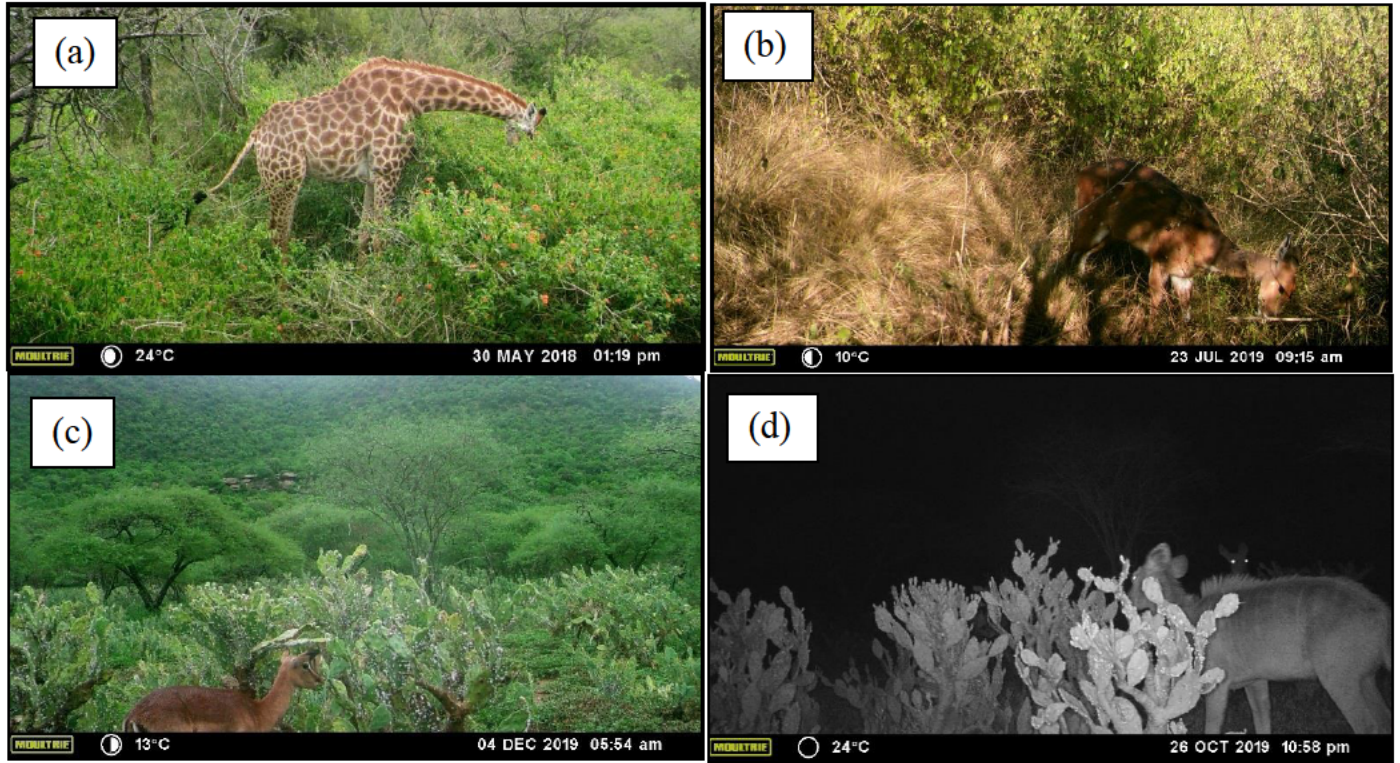 (a)
MOULTRIE 24°C 30 MAY 2018 01:19 pm
(b)
MOULTRIE 10°C 23 JUL 2019 09:15 am
(c)
MOULTRIE 13°C 04 DEC 2019 05:54 am
(d)
MOULTRIE 24°C 26 OCT 2019 10:58 pm